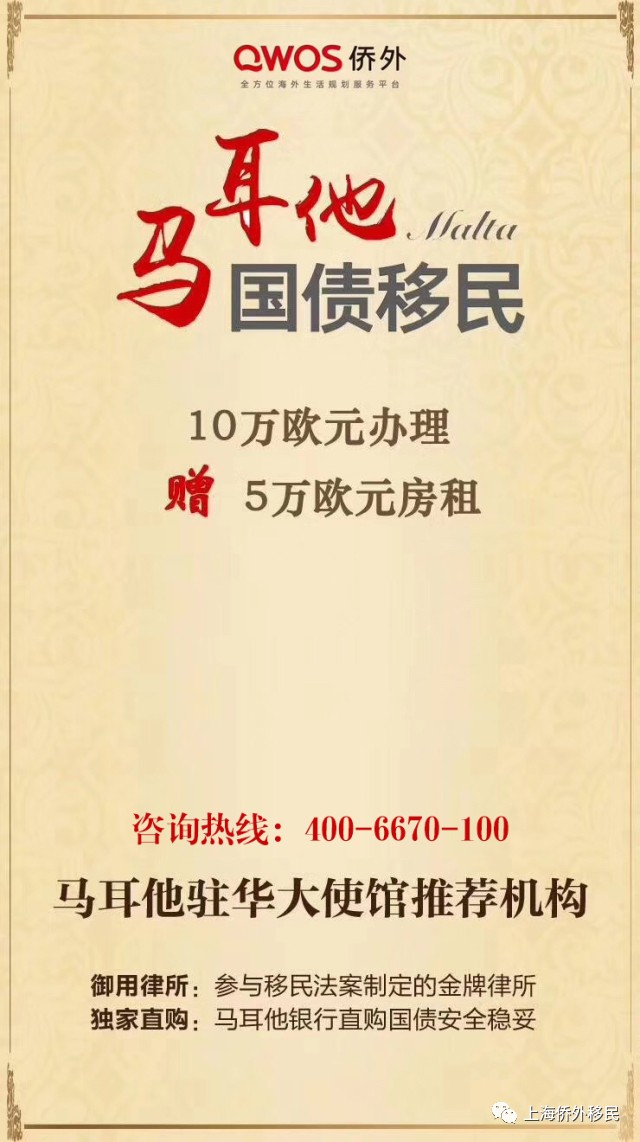 QWOS 侨外
全方位海外生活规划服务平台
马耳他 Malta
国债移民
10万欧元办理
赠 5万欧元房租
咨询热线：400-6670-100
马耳他驻华大使馆推荐机构
御用律所：参与移民法案制定的金牌律所
独家直购：马耳他银行直购国债安全稳妥
上海侨外移民